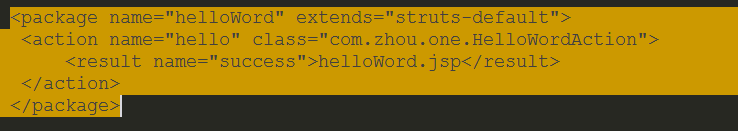 <package name="helloWord" extends="struts-default">
<action name="hello" class="com.zhou.one.HelloWordAction">
<result name="success">helloWord.jsp</result>
</action>
</package>